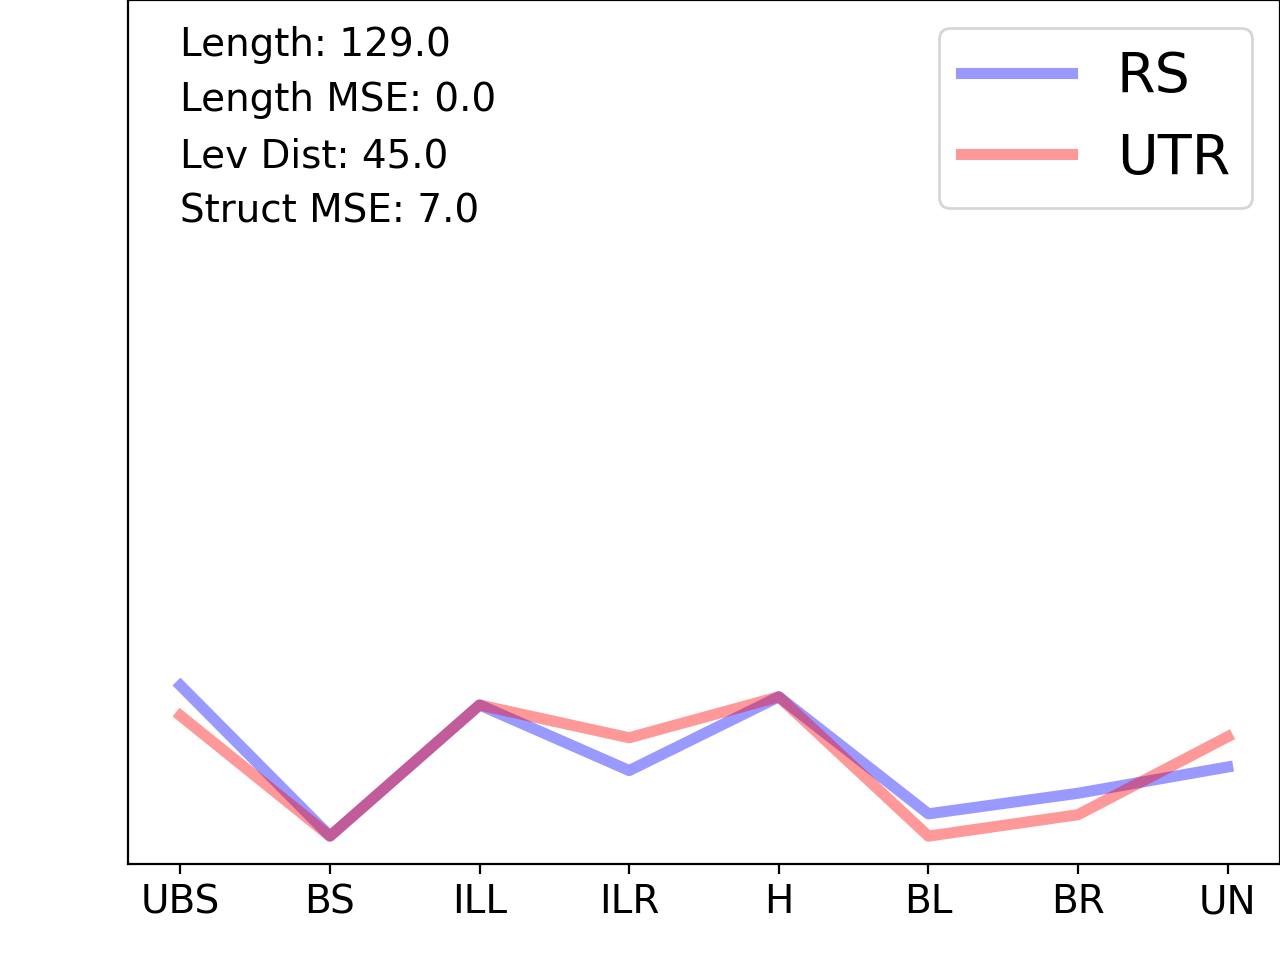 Length: 129.0
Length MSE: 0.0
Lev Dist: 45.0
Struct MSE: 7.0
RS
UTR
UBS BS ILL ILR H BL BR UN